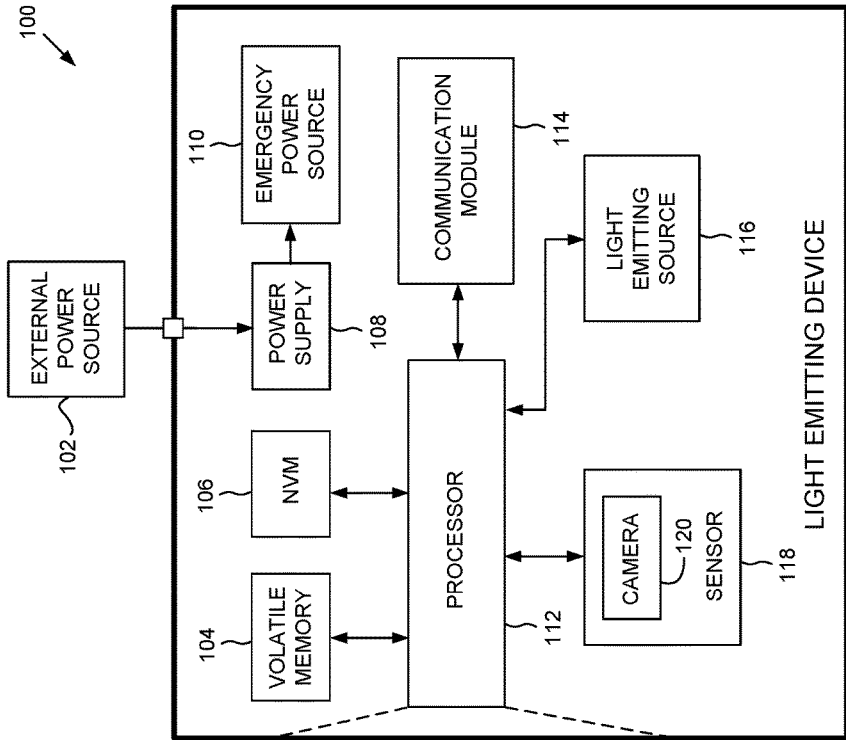 100
EXTERNAL
POWER
SOURCE
102
VOLATILE
MEMORY
104
NVM
106
POWER
SUPPLY
108
EMERGENCY
POWER
SOURCE
110
PROCESSOR
112
COMMUNICATION
MODULE
114
LIGHT
EMITTING
SOURCE
116
CAMERA
120
SENSOR
118
LIGHT EMITTING DEVICE